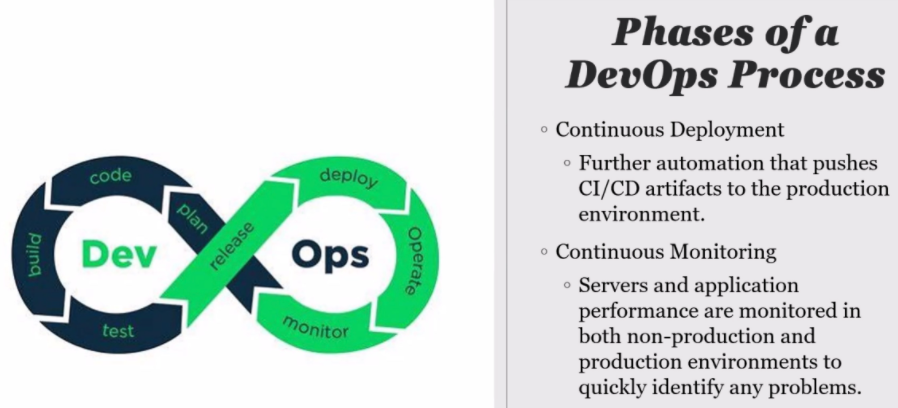 code
plan
build
Dev
test
release
deploy
Ops
Operate
monitor
Phases of a
DevOps Process
◦ Continuous Deployment
◦ Further automation that pushes
CI/CD artifacts to the production
environment.
◦ Continuous Monitoring
◦ Servers and application
performance are monitored in
both non-production and
production environments to
quickly identify any problems.